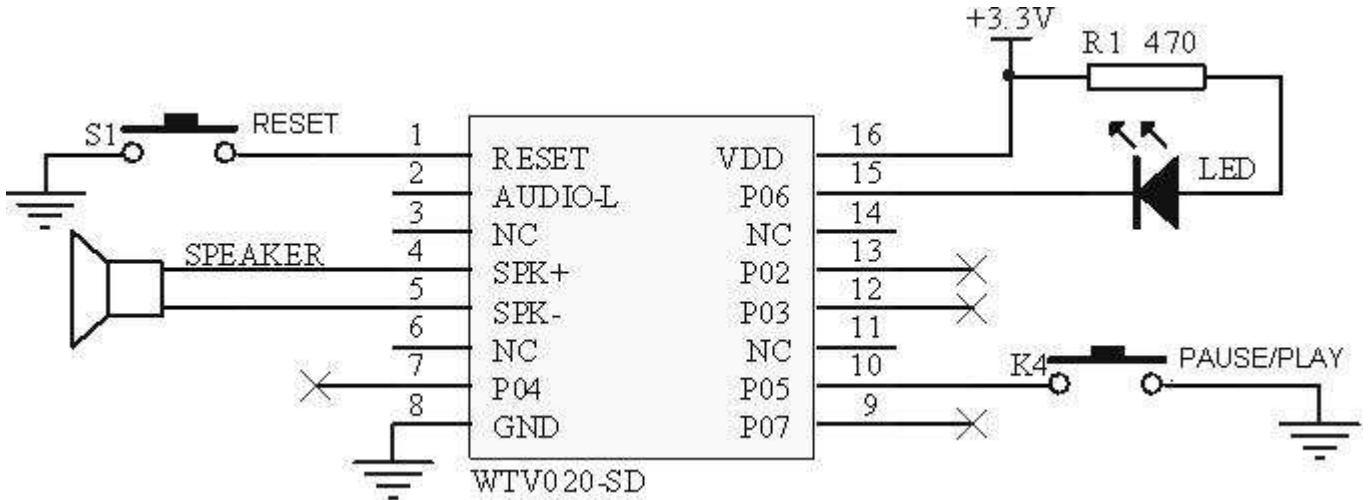 +3.3V
R1 470
S1 RESET
LED
SPEAKER
1 RESET VDD 16
2 AUDIO-L P06 15
3 NC NC 14
4 SPK+ P02 13
5 SPK- P03 12
6 NC NC 11
7 P04 P05 10
8 GND P07 9
K4 PAUSE/PLAY
WTV020-SD